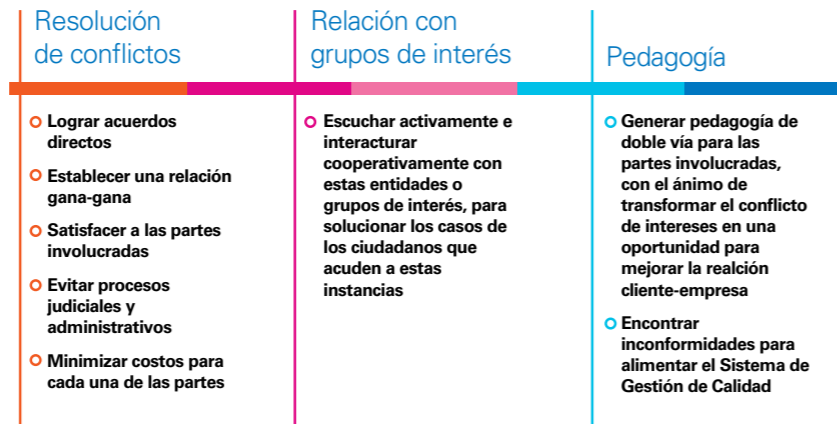 Resolución
de conflictos
Lograr acuerdos
directos
Establecer una relación
gana-gana
Satisfacer a las partes
involucradas
Evitar procesos
judiciales y
administrativos
Minimizar costos para
cada una de las partes
Relación con
grupos de interés
Escuchar activamente e
interacturar
cooperativamente con
estas entidades o
grupos de interés, para
solucionar los casos de
los ciudadanos que
acuden a estas
instancias
Pedagogía
Generar pedagogía de
doble vía para las
partes involucradas,
con el ánimo de
transformar el conflicto
de intereses en una
oportunidad para
mejorar la realción
cliente-empresa
Encontrar
inconformidades para
alimentar el Sistema de
Gestión de Calidad